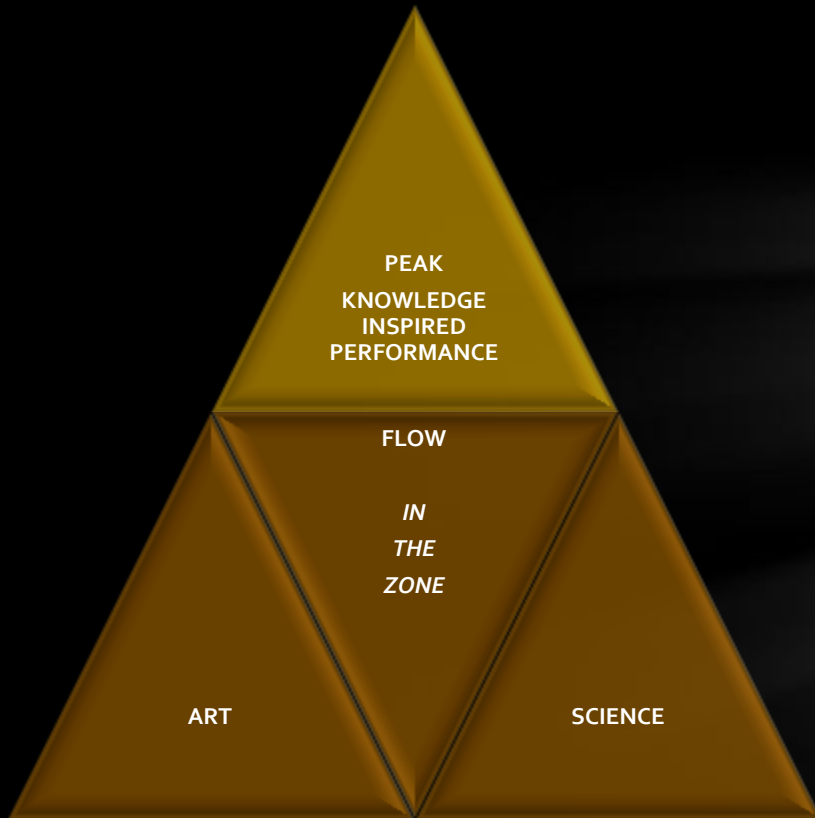 PEAK
KNOWLEDGE
INSPIRED
PERFORMANCE
FLOW
IN
THE
ZONE
ART
SCIENCE